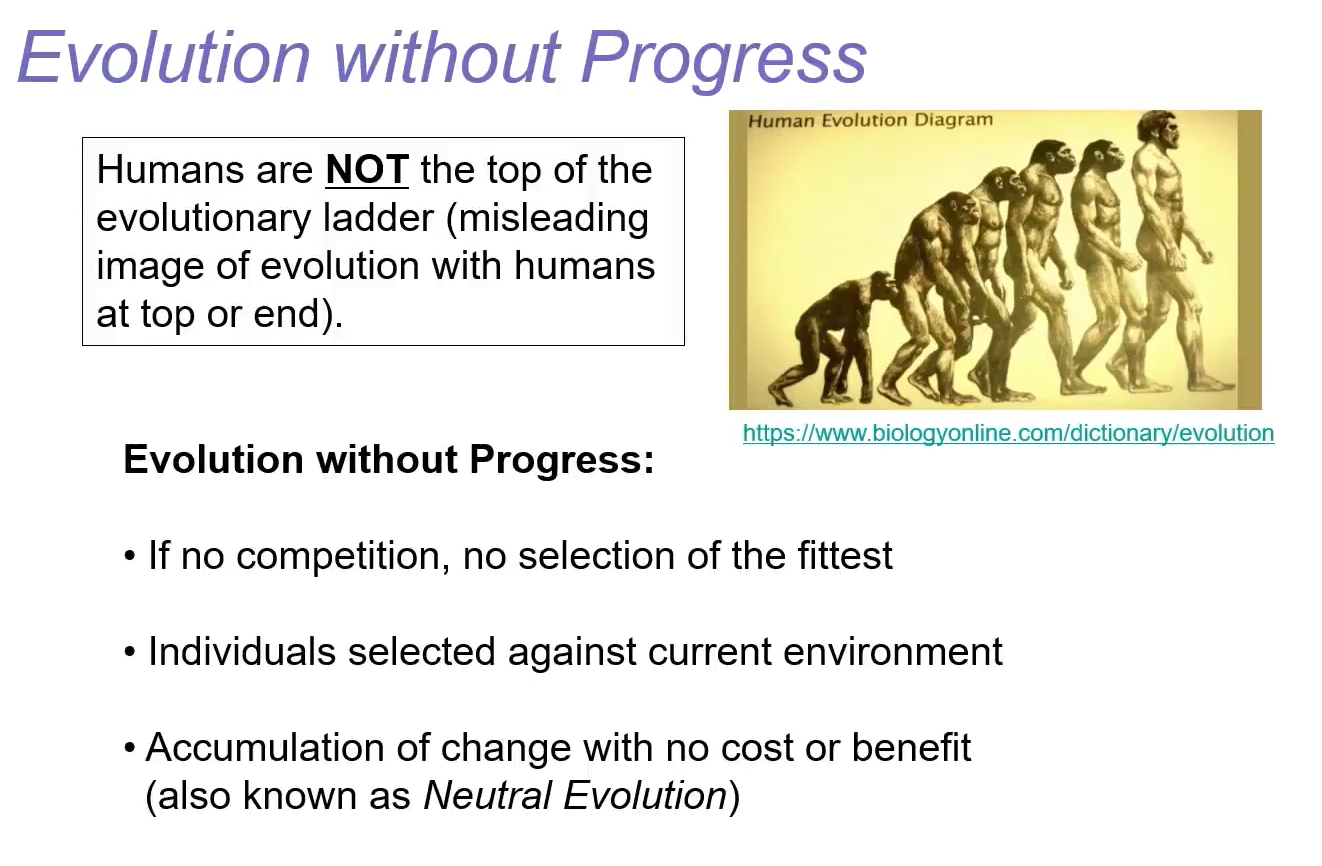 Evolution without Progress
Humans are NOT the top of the
evolutionary ladder (misleading
image of evolution with humans
at top or end).
Human Evolution Diagram
https://www.biologyonline.com/dictionary/evolution
Evolution without Progress:
• If no competition, no selection of the fittest
• Individuals selected against current environment
• Accumulation of change with no cost or benefit
(also known as Neutral Evolution)